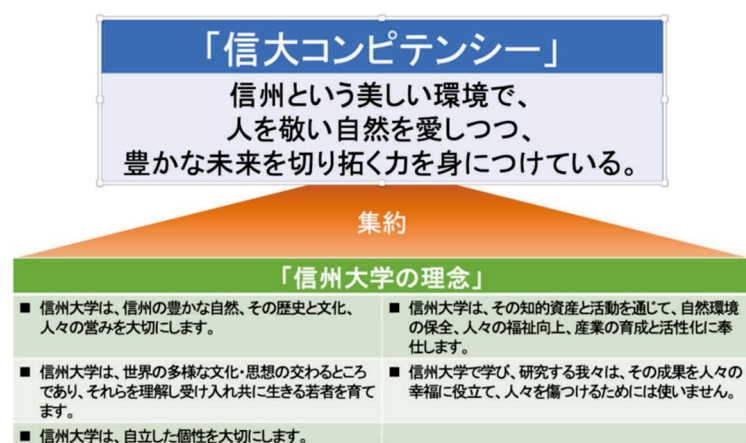 「信大コンピテンシー」
信州という美しい環境で、
人を敬い自然を愛しつつ、
豊かな未来を切り拓く力を身につけている。
集約
「信州大学の理念」
■ 信州大学は、信州の豊かな自然、その歴史と文化、
人々の営みを大切にします。
■ 信州大学は、その知的資産と活動を通じて、自然環境
の保全、人々の福祉向上、産業の育成と活性化に奉
仕します。
■ 信州大学は、世界の多様な文化・思想の交わるところ
であり、それらを理解し受け入れ共に生きる若者を育て
ます。
■ 信州大学で学び、研究する我々は、その成果を人々の
幸福に役立て、人々を傷つけるためには使いません。
■ 信州大学は、自立した個性を大切にします。